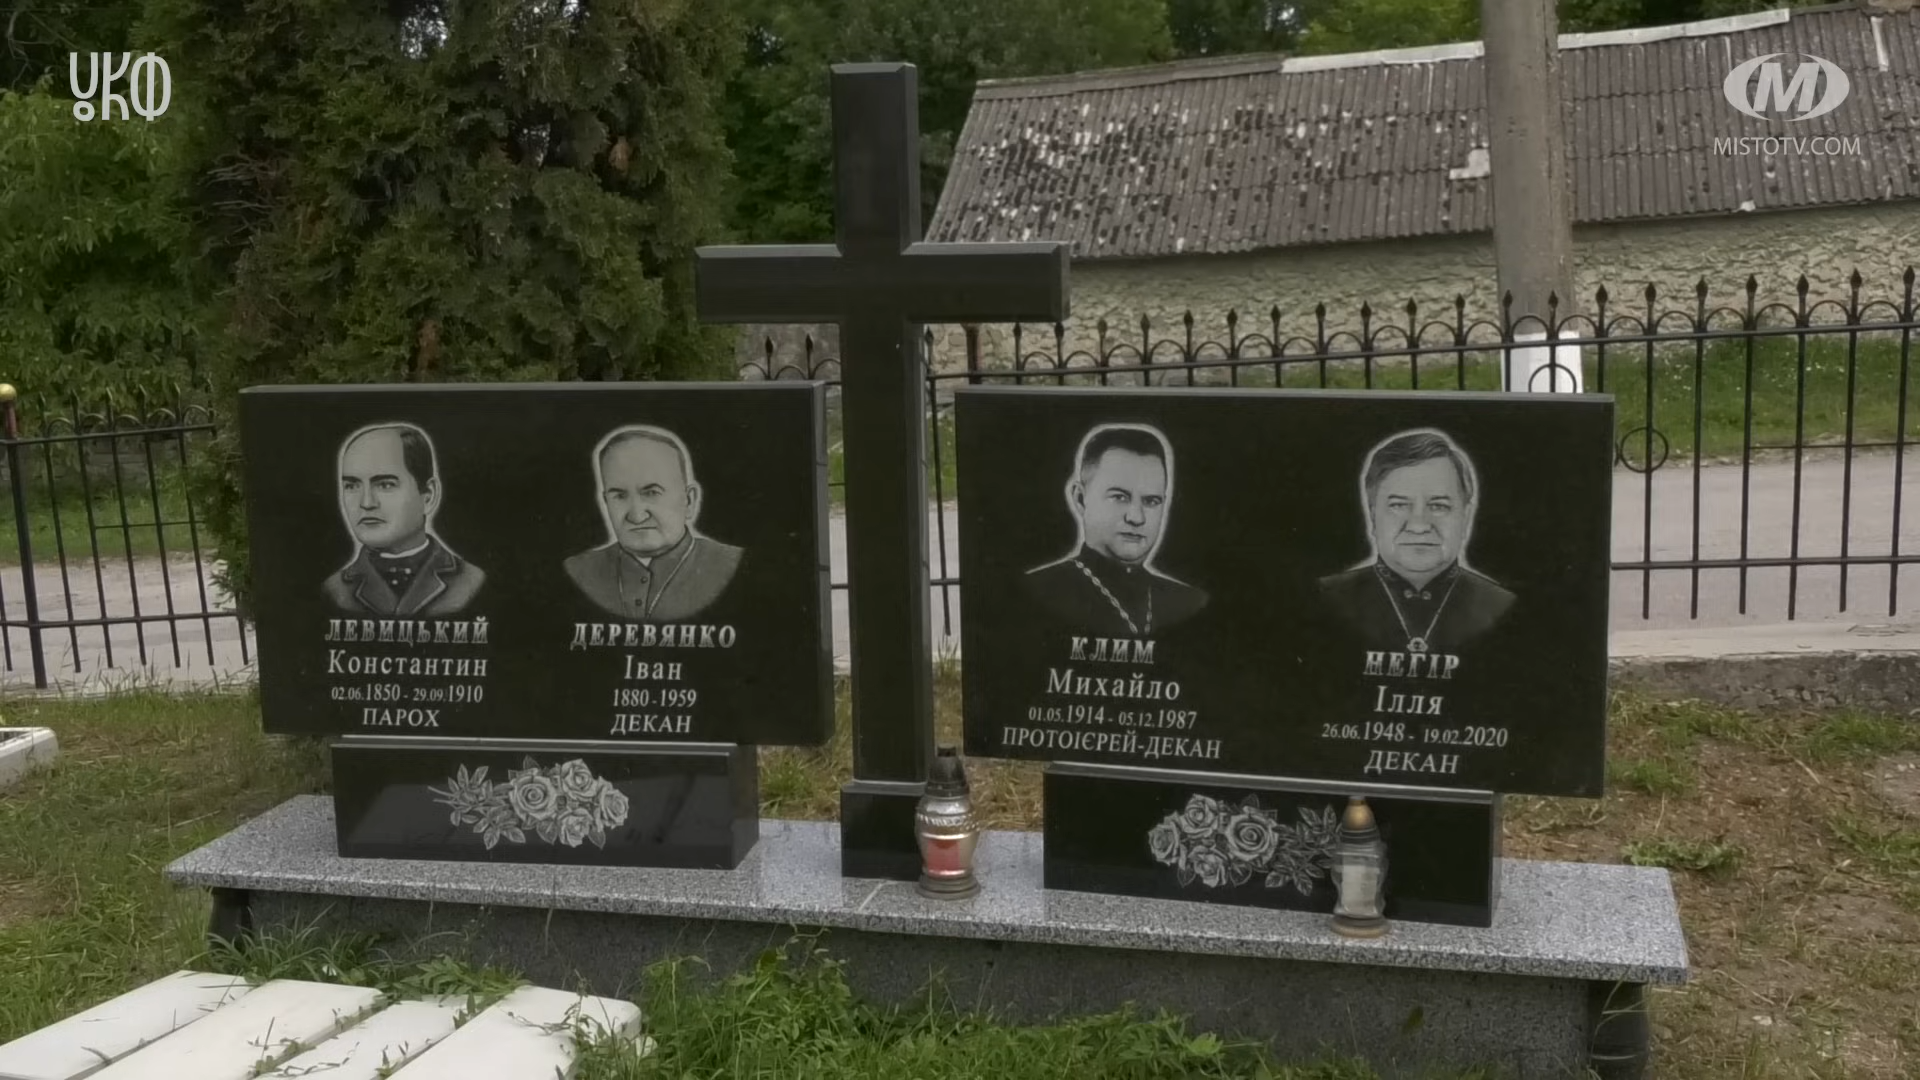 УКФ
MISTOTV.COM
ЛЕВИЦЬКИЙ
Константин
02.06.1850 - 29.09.1910
ПАРОХ
ДЕРЕВЯНКО
Іван
1880 - 1959
ДЕКАН
КЛИМ
Михайло
01.05.1914 - 05.12.1987
ПРОТОІЄРЕЙ-ДЕКАН
НЕГІР
Ілля
26.06.1948 - 19.02.2020
ДЕКАН